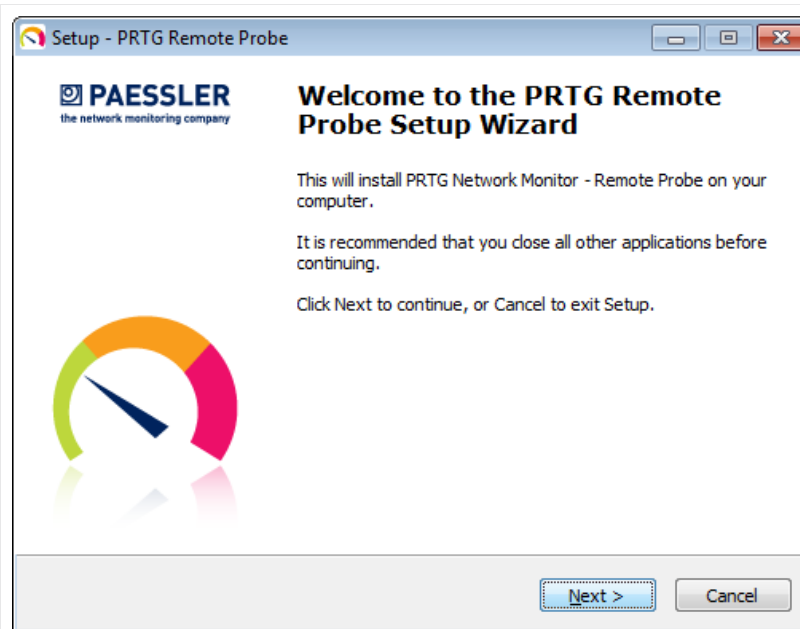 Setup - PRTG Remote Probe
PAESSLER
the network monitoring company
Welcome to the PRTG Remote
Probe Setup Wizard
This will install PRTG Network Monitor - Remote Probe on your
computer.
It is recommended that you close all other applications before
continuing.
Click Next to continue, or Cancel to exit Setup.
Next >
Cancel